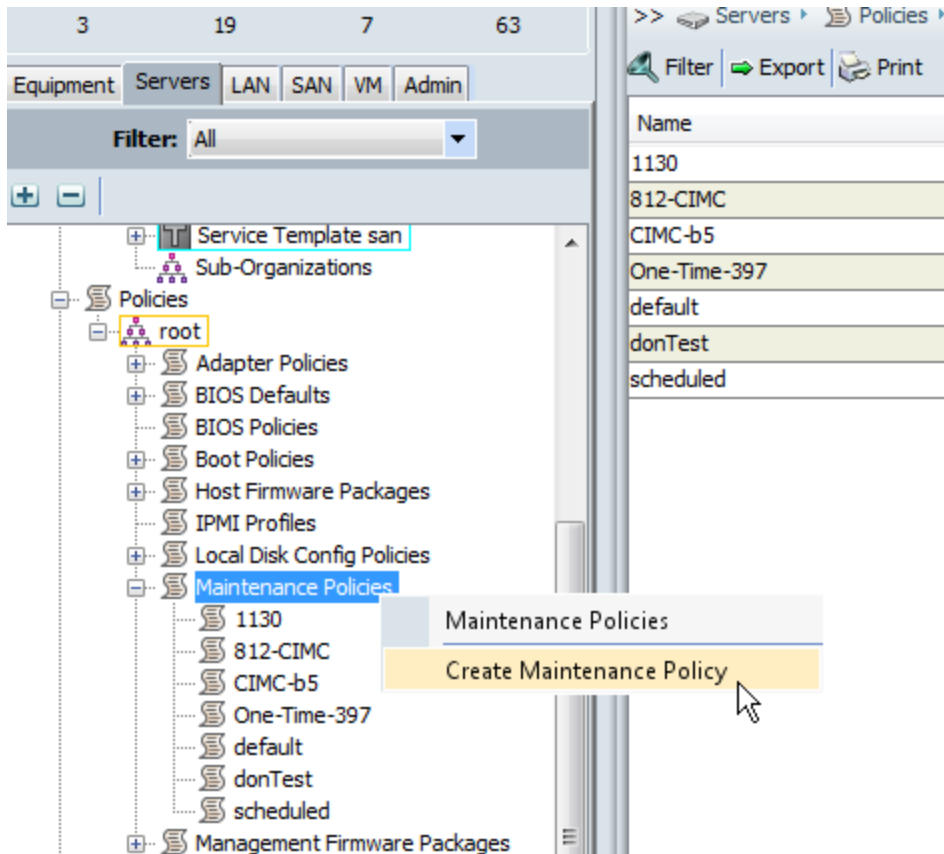 3 19 7 63
Equipment Servers LAN SAN VM Admin
Filter: All
Service Template san
Sub-Organizations
Policies
root
Adapter Policies
BIOS Defaults
BIOS Policies
Boot Policies
Host Firmware Packages
IPMI Profiles
Local Disk Config Policies
Maintenance Policies
1130
812-CIMC
CIMC-b5
One-Time-397
default
donTest
scheduled
Management Firmware Packages
Maintenance Policies
Create Maintenance Policy
>> Servers Policies
Filter Export Print
Name
1130
812-CIMC
CIMC-b5
One-Time-397
default
donTest
scheduled